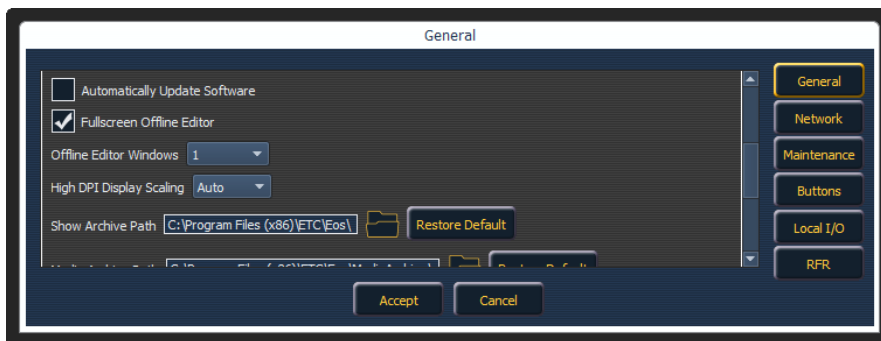 General
Automatically Update Software
Fullscreen Offline Editor
Offline Editor Windows 1
High DPI Display Scaling Auto
Show Archive Path C:\Program Files (x86)\ETC\Eos\ Restore Default
General
Network
Maintenance
Buttons
Local I/O
RFR
Accept Cancel